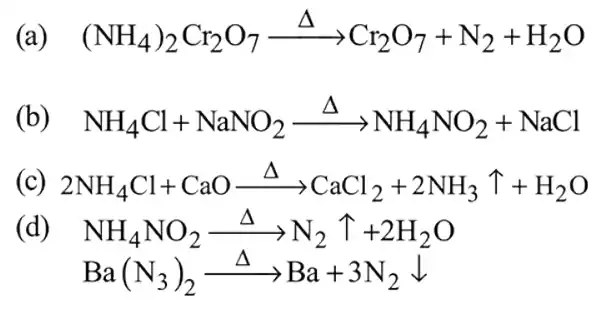 (a) (NH4)2Cr2O7 —Δ→ Cr2O7 + N2 + H2O
(b) NH4Cl + NaNO2 —Δ→ NH4NO2 + NaCl
(c) 2NH4Cl + CaO —Δ→ CaCl2 + 2NH3 ↑ + H2O
(d) NH4NO2 —Δ→ N2 ↑ +2H2O
Ba(N3)2 —Δ→ Ba + 3N2 ↓